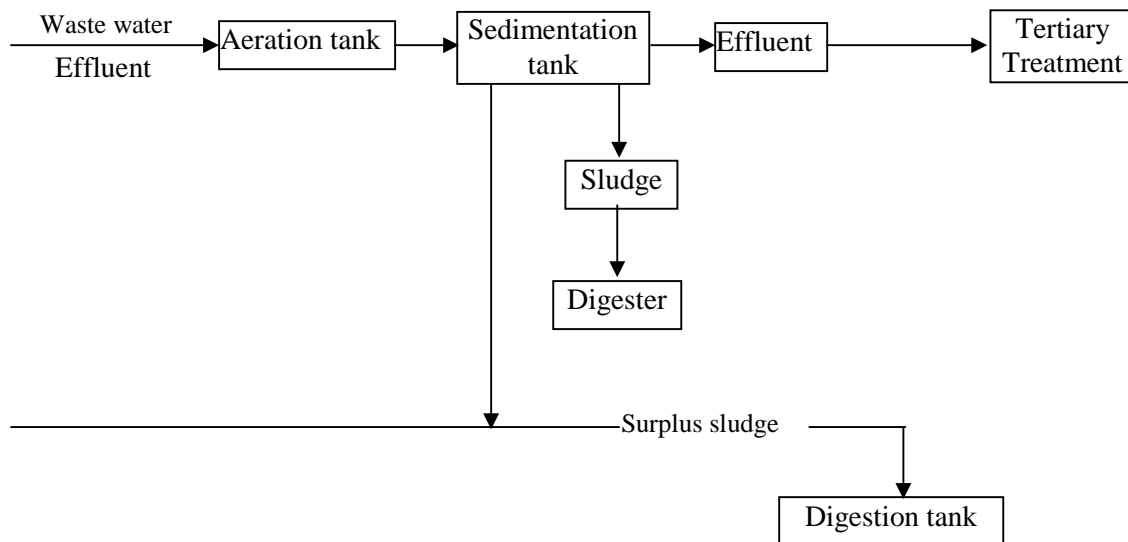 Waste water
Effluent
Aeration tank
Sedimentation
tank
Effluent
Tertiary
Treatment
Sludge
Digester
Surplus sludge
Digestion tank